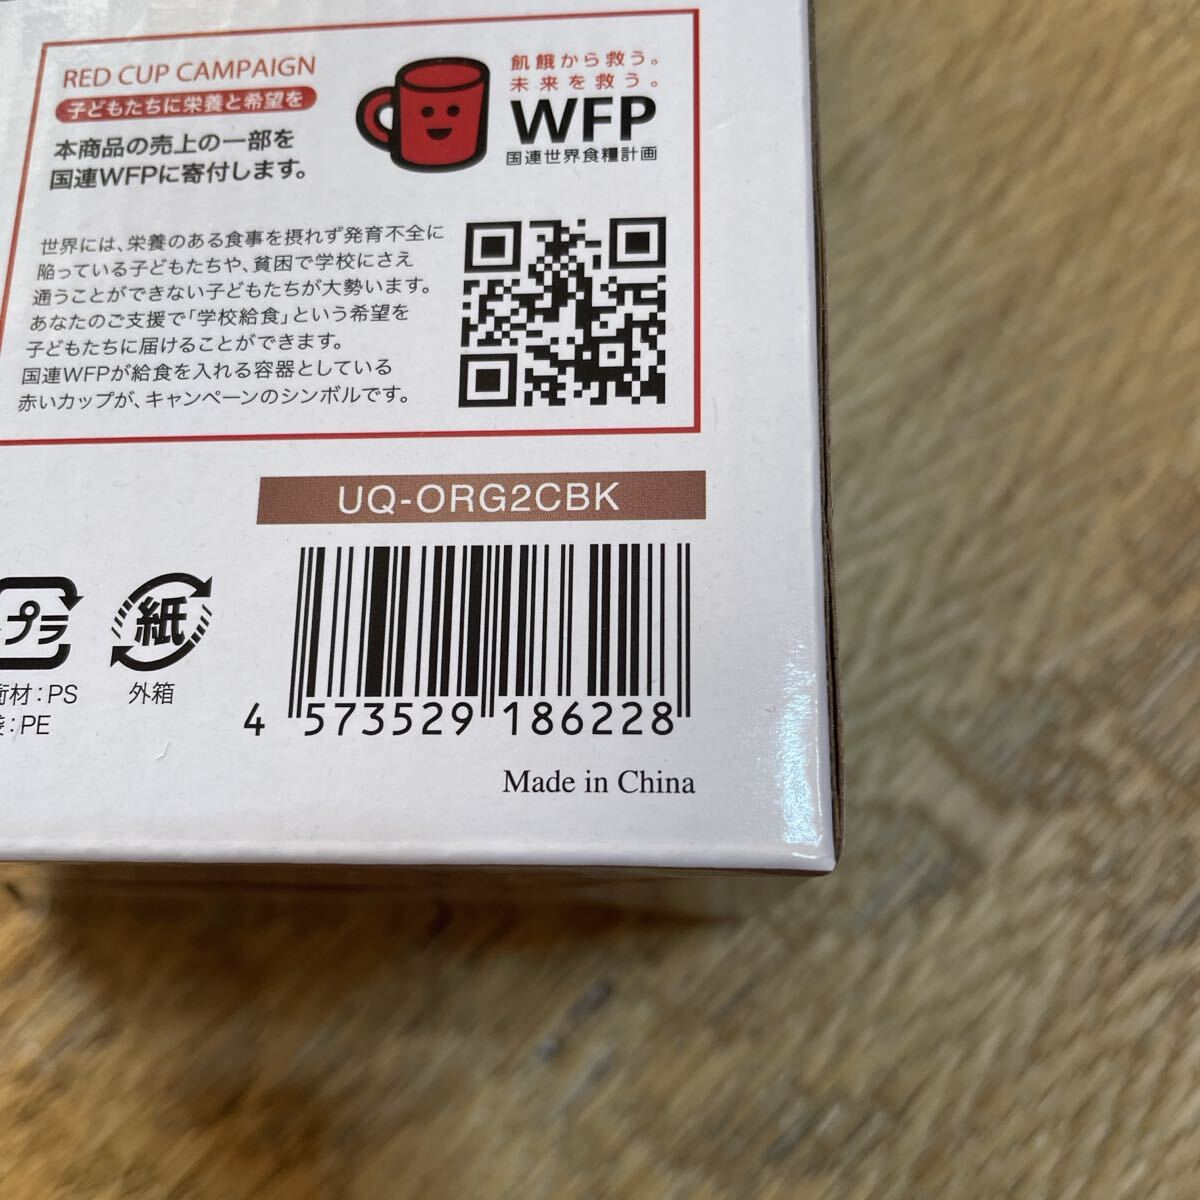 RED CUP CAMPAIGN
子どもたちに栄養と希望を
本商品の売上の一部を
国連WFPに寄付します。
飢餓から救う。
未来を救う。
WFP
国連世界食糧計画
世界には、栄養のある食事を摂れず発育不全に
陥っている子どもたちや、貧困で学校にさえ
通うことができない子どもたちが大勢います。
あなたのご支援で「学校給食」という希望を
子どもたちに届けることができます。
国連WFPが給食を入れる容器としている
赤いカップが、キャンペーンのシンボルです。
UQ-ORG2CBK
プラ
紙
衝材：PS
袋：PE
外箱
4 573529 186228
Made in China